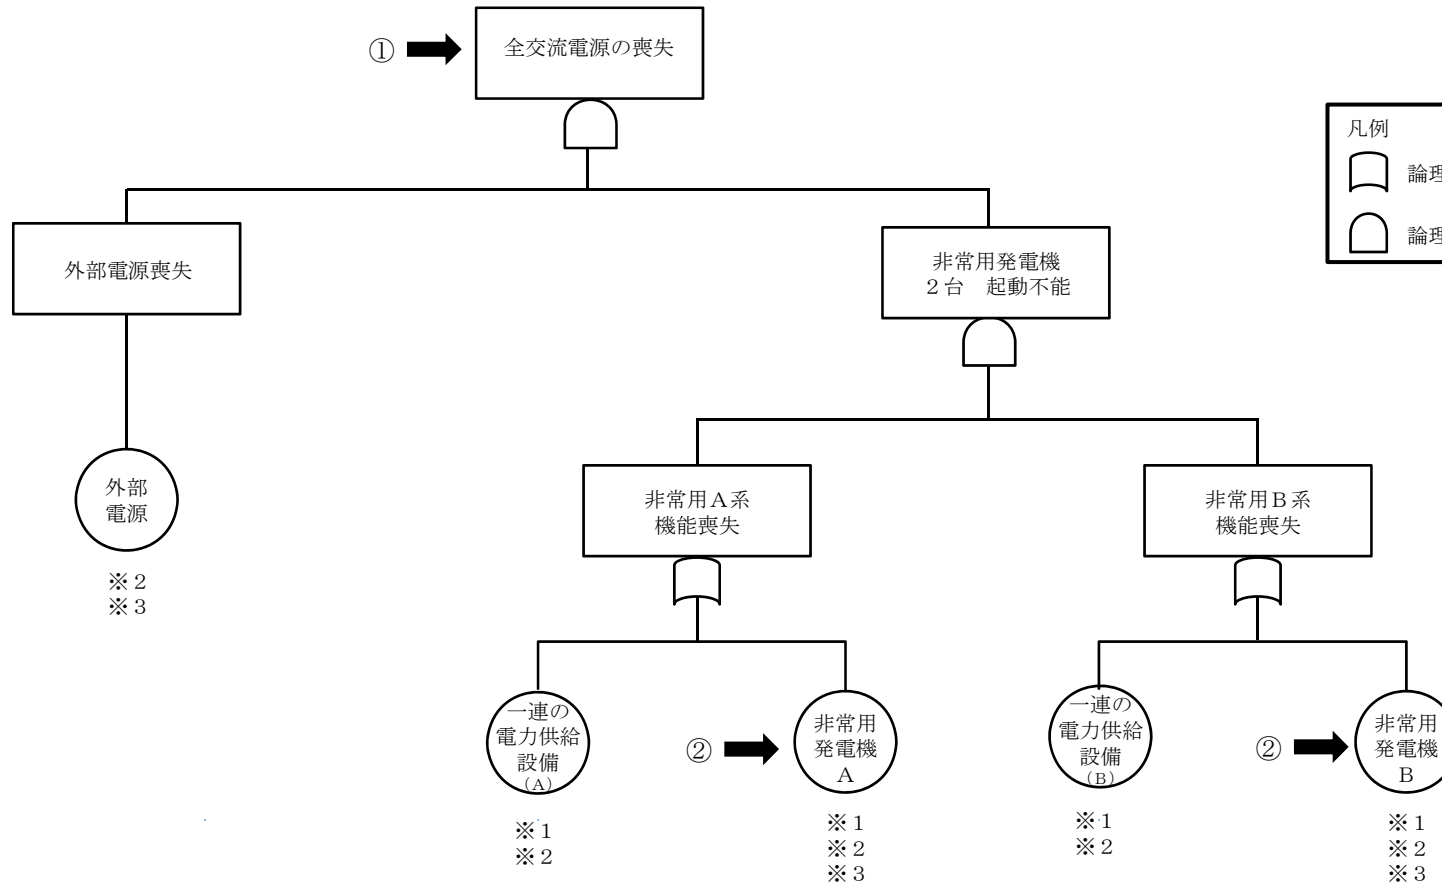 ①
全交流電源の喪失
凡例
論理
論理
外部電源喪失
非常用発電機
２台　起動不能
外部
電源
※２
※３
非常用Ａ系
機能喪失
非常用Ｂ系
機能喪失
一連の
電力供給
設備
（Ａ）
※１
※２
②
非常用
発電機
Ａ
※１
※２
※３
一連の
電力供給
設備
（Ｂ）
※１
※２
②
非常用
発電機
Ｂ
※１
※２
※３